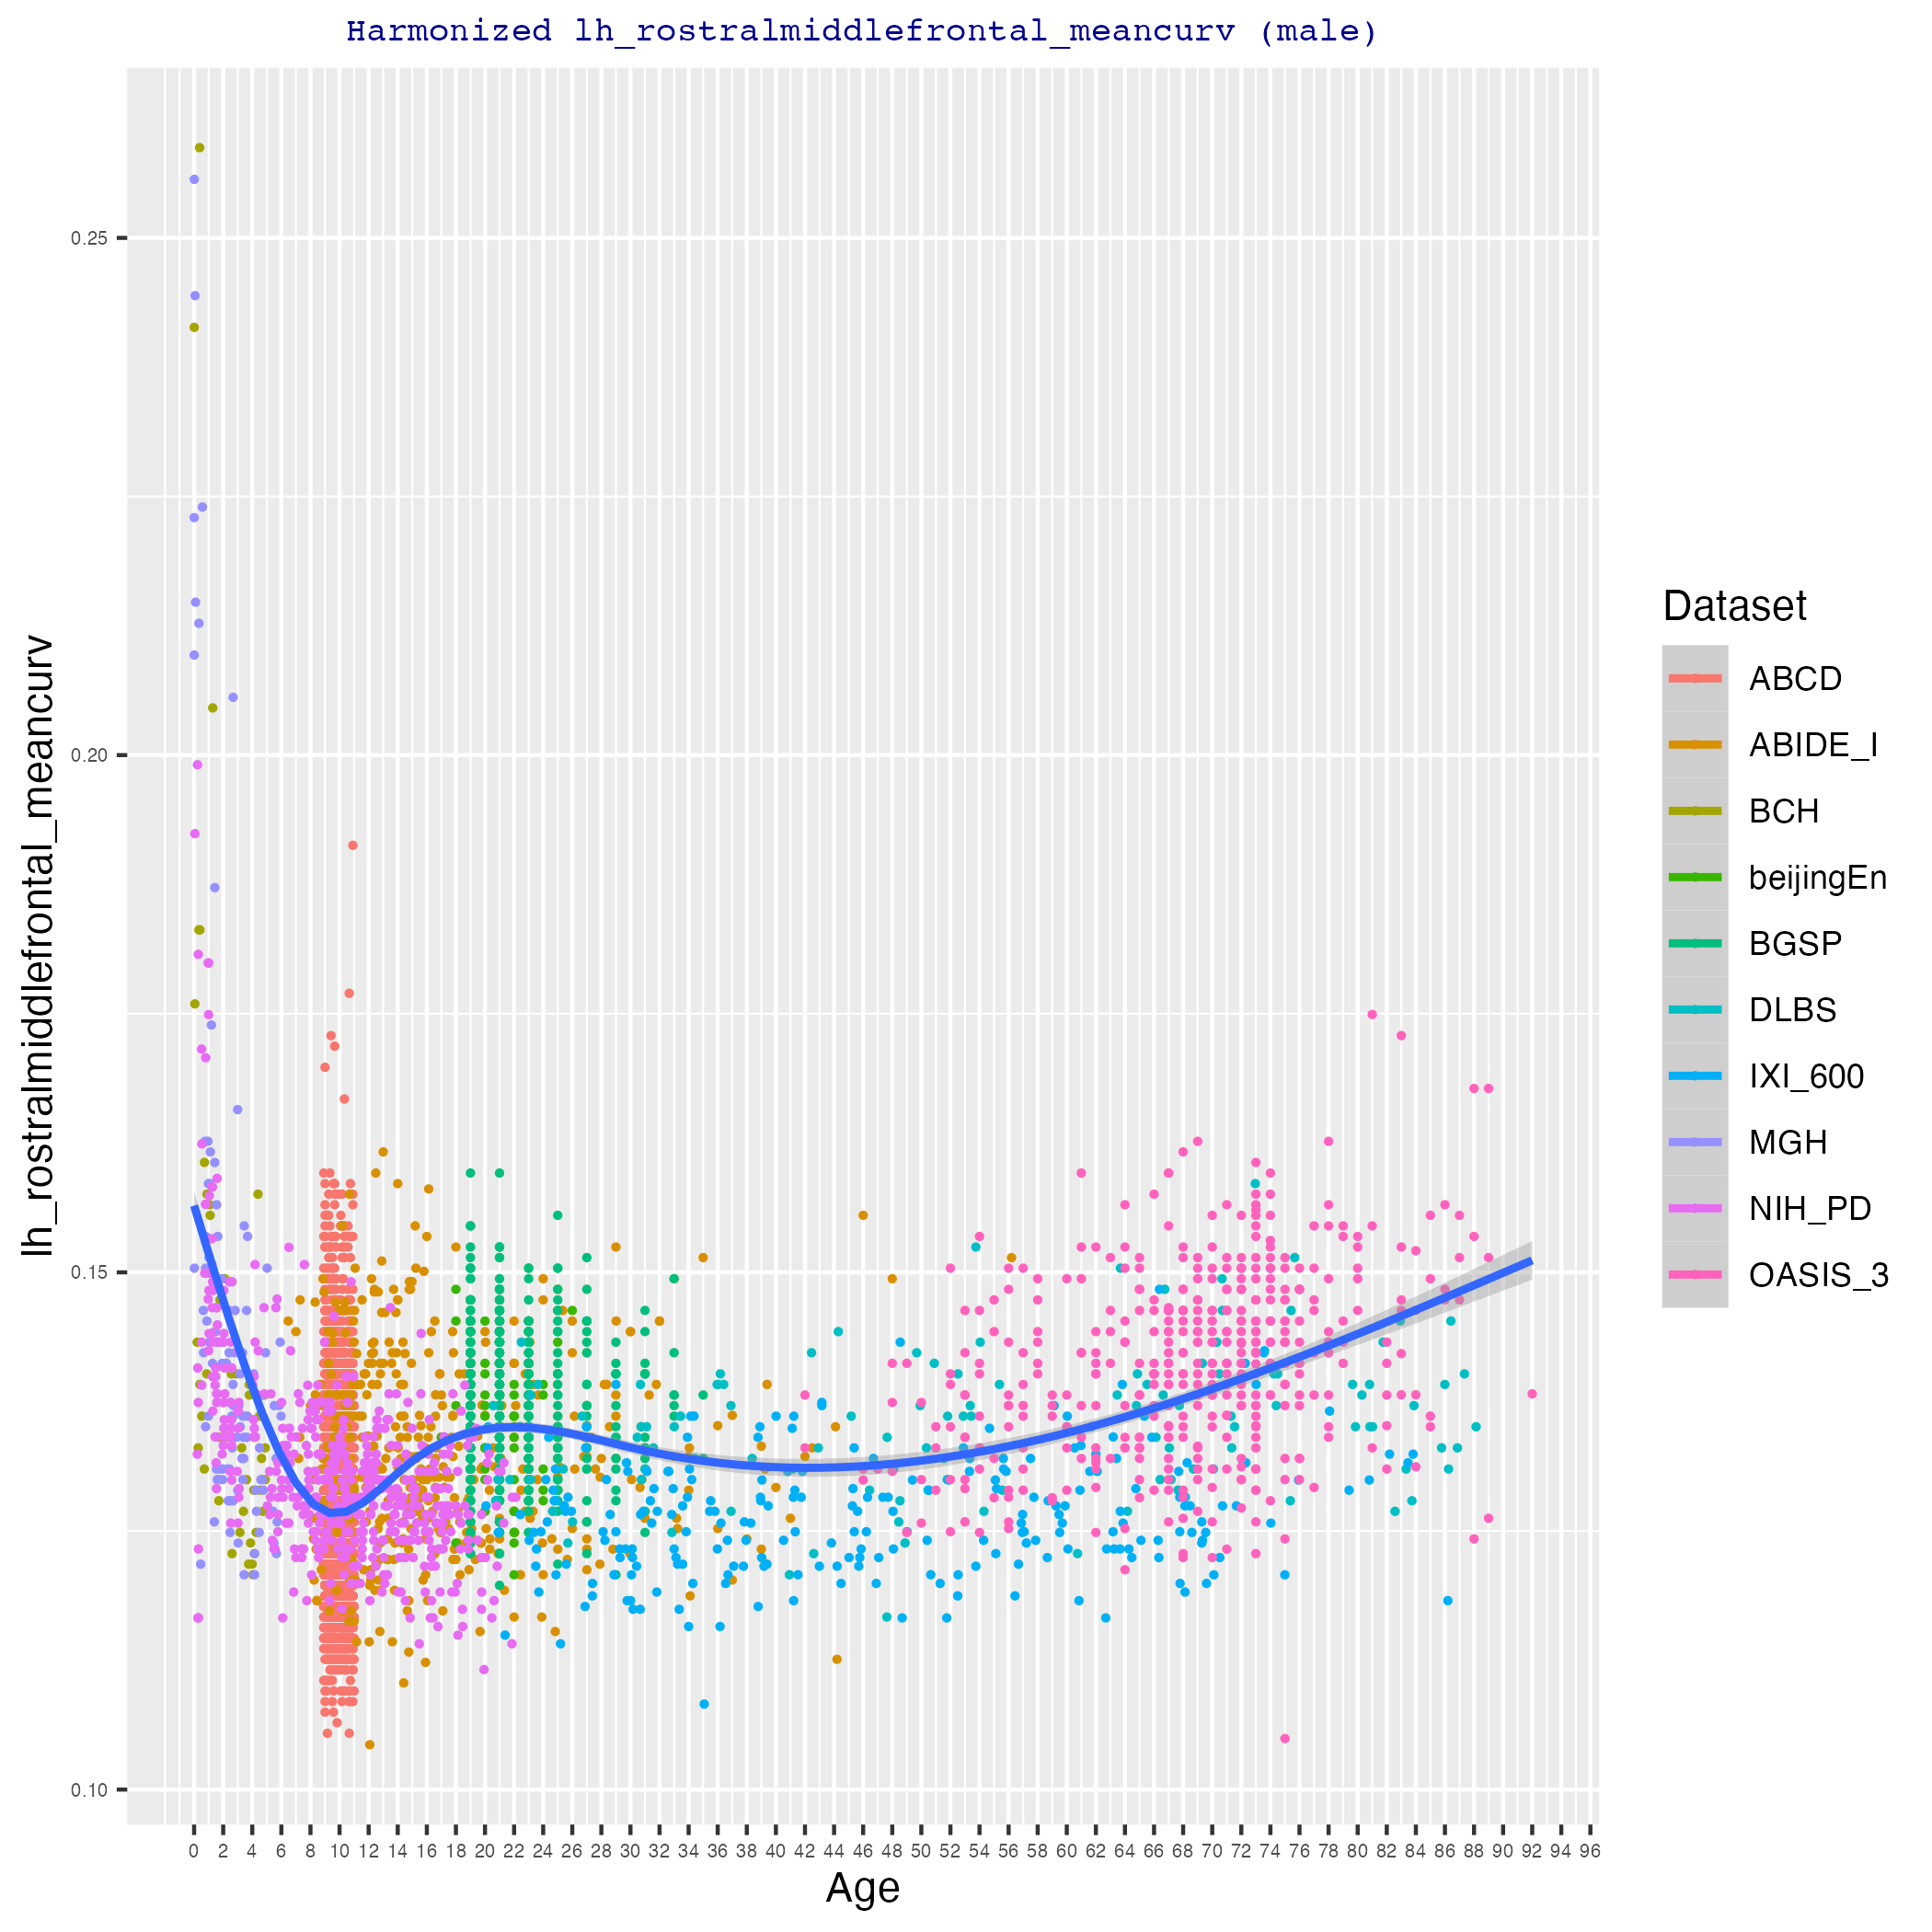 Harmonized lh_rostralmiddlefrontal_meancurv (male)
lh_rostralmiddlefrontal_meancurv
0.25
0.20
0.15
0.10
0 2 4 6 8 10 12 14 16 18 20 22 24 26 28 30 32 34 36 38 40 42 44 46 48 50 52 54 56 58 60 62 64 66 68 70 72 74 76 78 80 82 84 86 88 90 92 94 96
Age
Dataset
ABCD
ABIDE_I
BCH
beijingEn
BGSP
DLBS
IXI_600
MGH
NIH_PD
OASIS_3